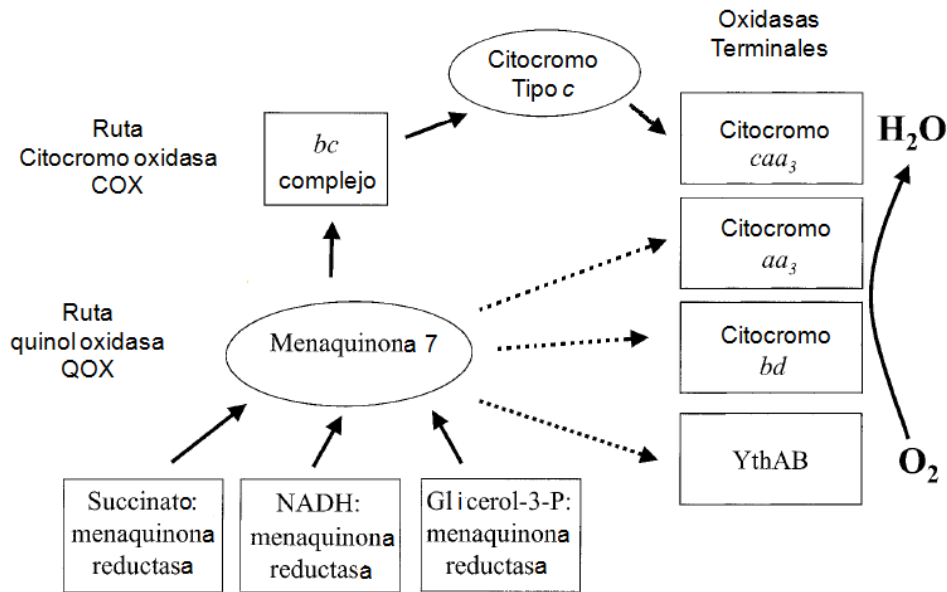 Oxidasas
Terminales
Citocromo
Tipo c
Ruta
Citocromo oxidasa
COX
bc
complejo
Citocromo
caa₃
H₂O
Citocromo
aa₃
Ruta
quinol oxidasa
QOX
Menaquinona 7
Citocromo
bd
YthAB
O₂
Succinato:
menaquinona
reductasa
NADH:
menaquinona
reductasa
Glicerol-3-P:
menaquinona
reductasa